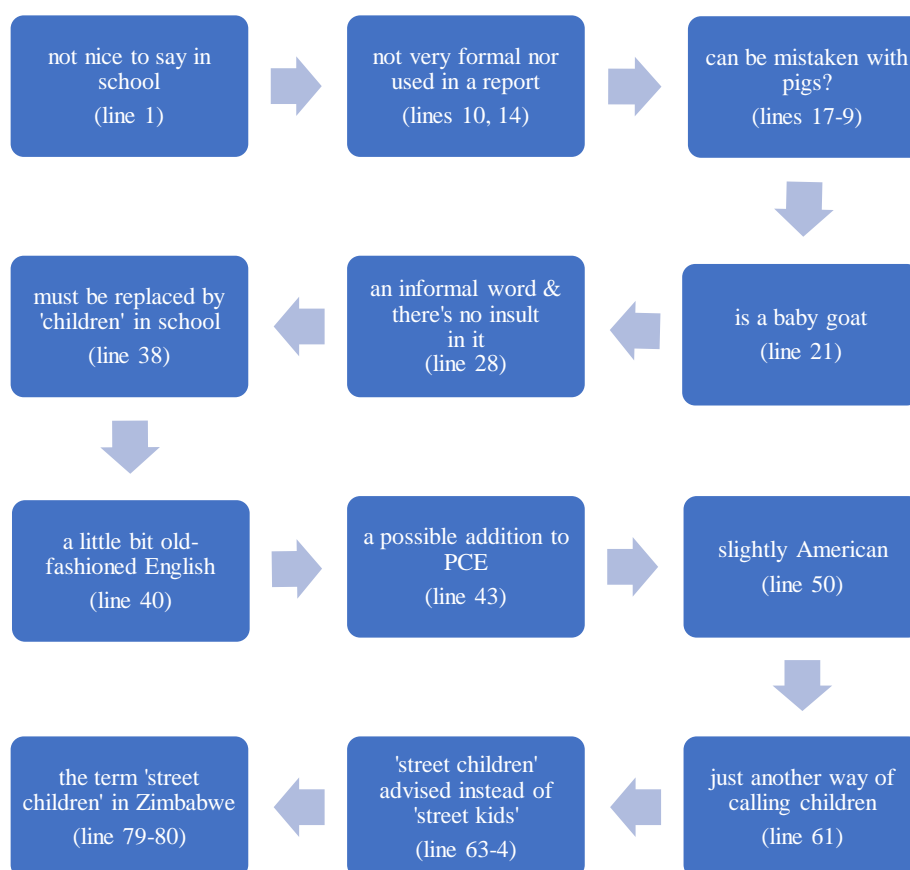 not nice to say in
school
(line 1)
not very formal nor
used in a report
(lines 10, 14)
can be mistaken with
pigs?
(lines 17-9)
is a baby goat
(line 21)
an informal word &
there's no insult
in it
(line 28)
must be replaced by
'children' in school
(line 38)
a little bit old-
fashioned English
(line 40)
a possible addition to
PCE
(line 43)
slightly American
(line 50)
just another way of
calling children
(line 61)
'street children'
advised instead of
'street kids'
(line 63-4)
the term 'street
children' in Zimbabwe
(line 79-80)